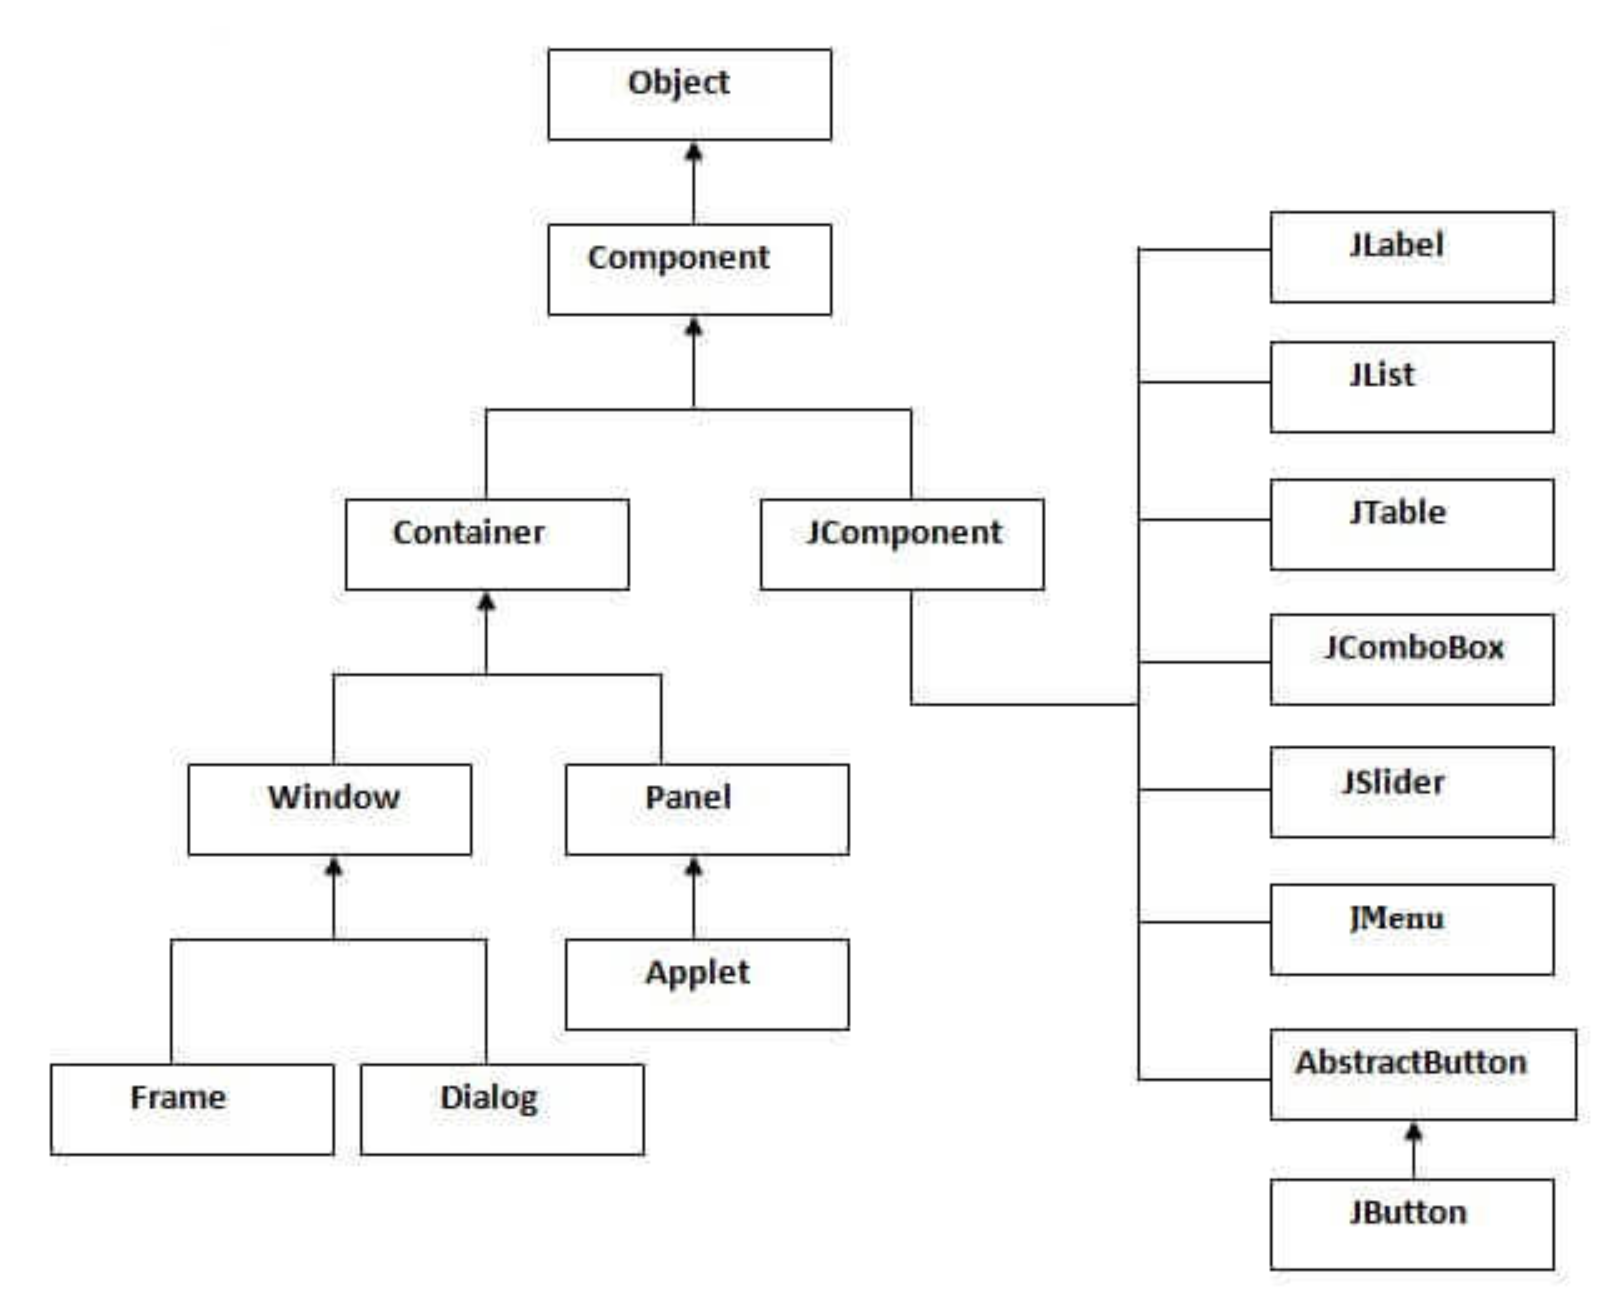 Object
Component
Container
JComponent
Window
Panel
Applet
Frame
Dialog
JLabel
JList
JTable
JComboBox
JSlider
JMenu
AbstractButton
JButton